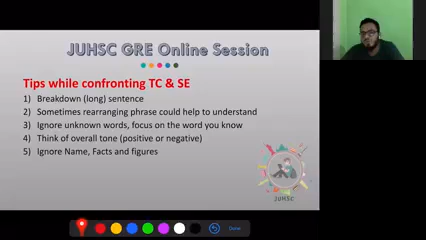 JUHSC GRE Online Session
Tips while confronting TC & SE
1) Breakdown (long) sentence
2) Sometimes rearranging phrase could help to understand
3) Ignore unknown words, focus on the word you know
4) Think of overall tone (positive or negative)
5) Ignore Name, Facts and figures
JUHSC
Done